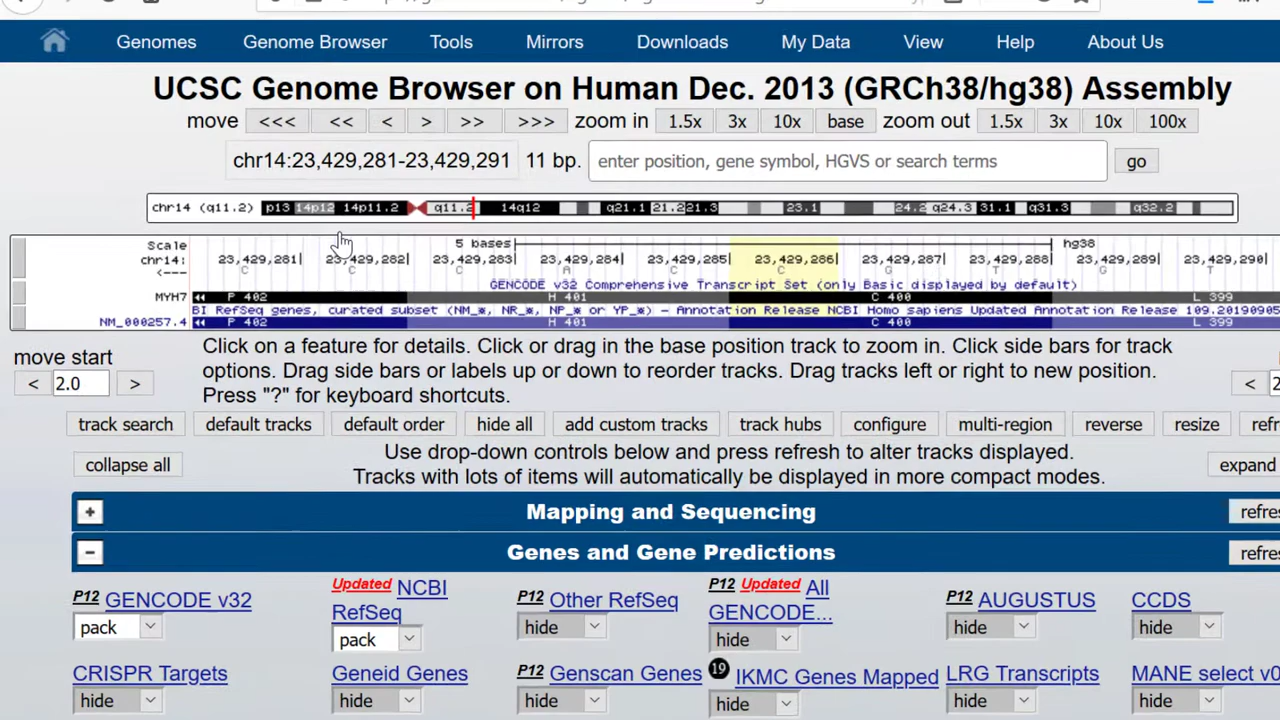 Genomes Genome Browser Tools Mirrors Downloads My Data View Help About Us
UCSC Genome Browser on Human Dec. 2013 (GRCh38/hg38) Assembly
move <<< << < > >> >>> zoom in 1.5x 3x 10x base zoom out 1.5x 3x 10x 100x
chr14:23,429,281-23,429,291 11 bp. enter position, gene symbol, HGVS or search terms go
chr14 (q11.2) p13 14p12 14p11.2 q11.2 14q12 q21.1 21.2 21.3 23.1 24.2 q24.3 31.1 q31.3 q32.2
Scale 5 bases hg38
chr14: 23,429,281| 23,429,282| 23,429,283| 23,429,284| 23,429,285| 23,429,286| 23,429,287| 23,429,288| 23,429,289| 23,429,290|
<--- C C C A C C G T G T
GENCODE v32 Comprehensive Transcript Set (only Basic displayed by default)
MYH7 P 402 H 401 C 400 L 399
BI RefSeq genes, curated subset (NM_*, NR_*, NP_* or YP_*) - Annotation Release NCBI Homo sapiens Updated Annotation Release 109.20190905
NM_000257.4 P 402 H 401 C 400 L 399
move start
< 2.0 >
Click on a feature for details. Click or drag in the base position track to zoom in. Click side bars for track
options. Drag side bars or labels up or down to reorder tracks. Drag tracks left or right to new position.
Press "?" for keyboard shortcuts.
< 2
track search default tracks default order hide all add custom tracks track hubs configure multi-region reverse resize refr
collapse all
Use drop-down controls below and press refresh to alter tracks displayed.
Tracks with lots of items will automatically be displayed in more compact modes.
expand
+ Mapping and Sequencing refre
- Genes and Gene Predictions refre
P12 GENCODE v32
pack
Updated NCBI
RefSeq
pack
P12 Other RefSeq
hide
P12 Updated All
GENCODE...
hide
P12 AUGUSTUS
hide
CCDS
hide
CRISPR Targets
hide
Geneid Genes
hide
P12 Genscan Genes
hide
19 IKMC Genes Mapped
hide
LRG Transcripts
hide
MANE select v0
hide